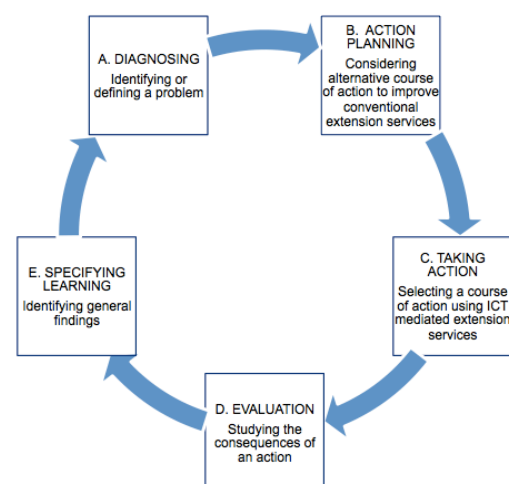 A. DIAGNOSING
Identifying or
defining a problem
B. ACTION
PLANNING
Considering
alternative course
of action to improve
conventional
extension services
C. TAKING
ACTION
Selecting a course
of action using ICT
mediated extension
services
D. EVALUATION
Studying the
consequences of
an action
E. SPECIFYING
LEARNING
Identifying general
findings